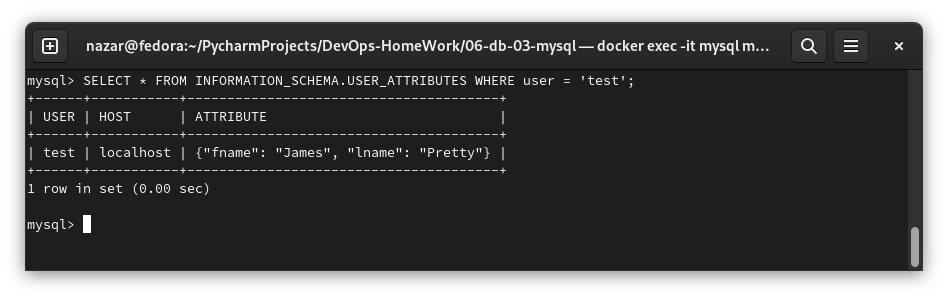 nazar@fedora:~/PycharmProjects/DevOps-HomeWork/06-db-03-mysql — docker exec -it mysql m...
mysql> SELECT * FROM INFORMATION_SCHEMA.USER_ATTRIBUTES WHERE user = 'test';
+------+-----------+---------------------------------------+
| USER | HOST      | ATTRIBUTE                             |
+------+-----------+---------------------------------------+
| test | localhost | {"fname": "James", "lname": "Pretty"} |
+------+-----------+---------------------------------------+
1 row in set (0.00 sec)
mysql>